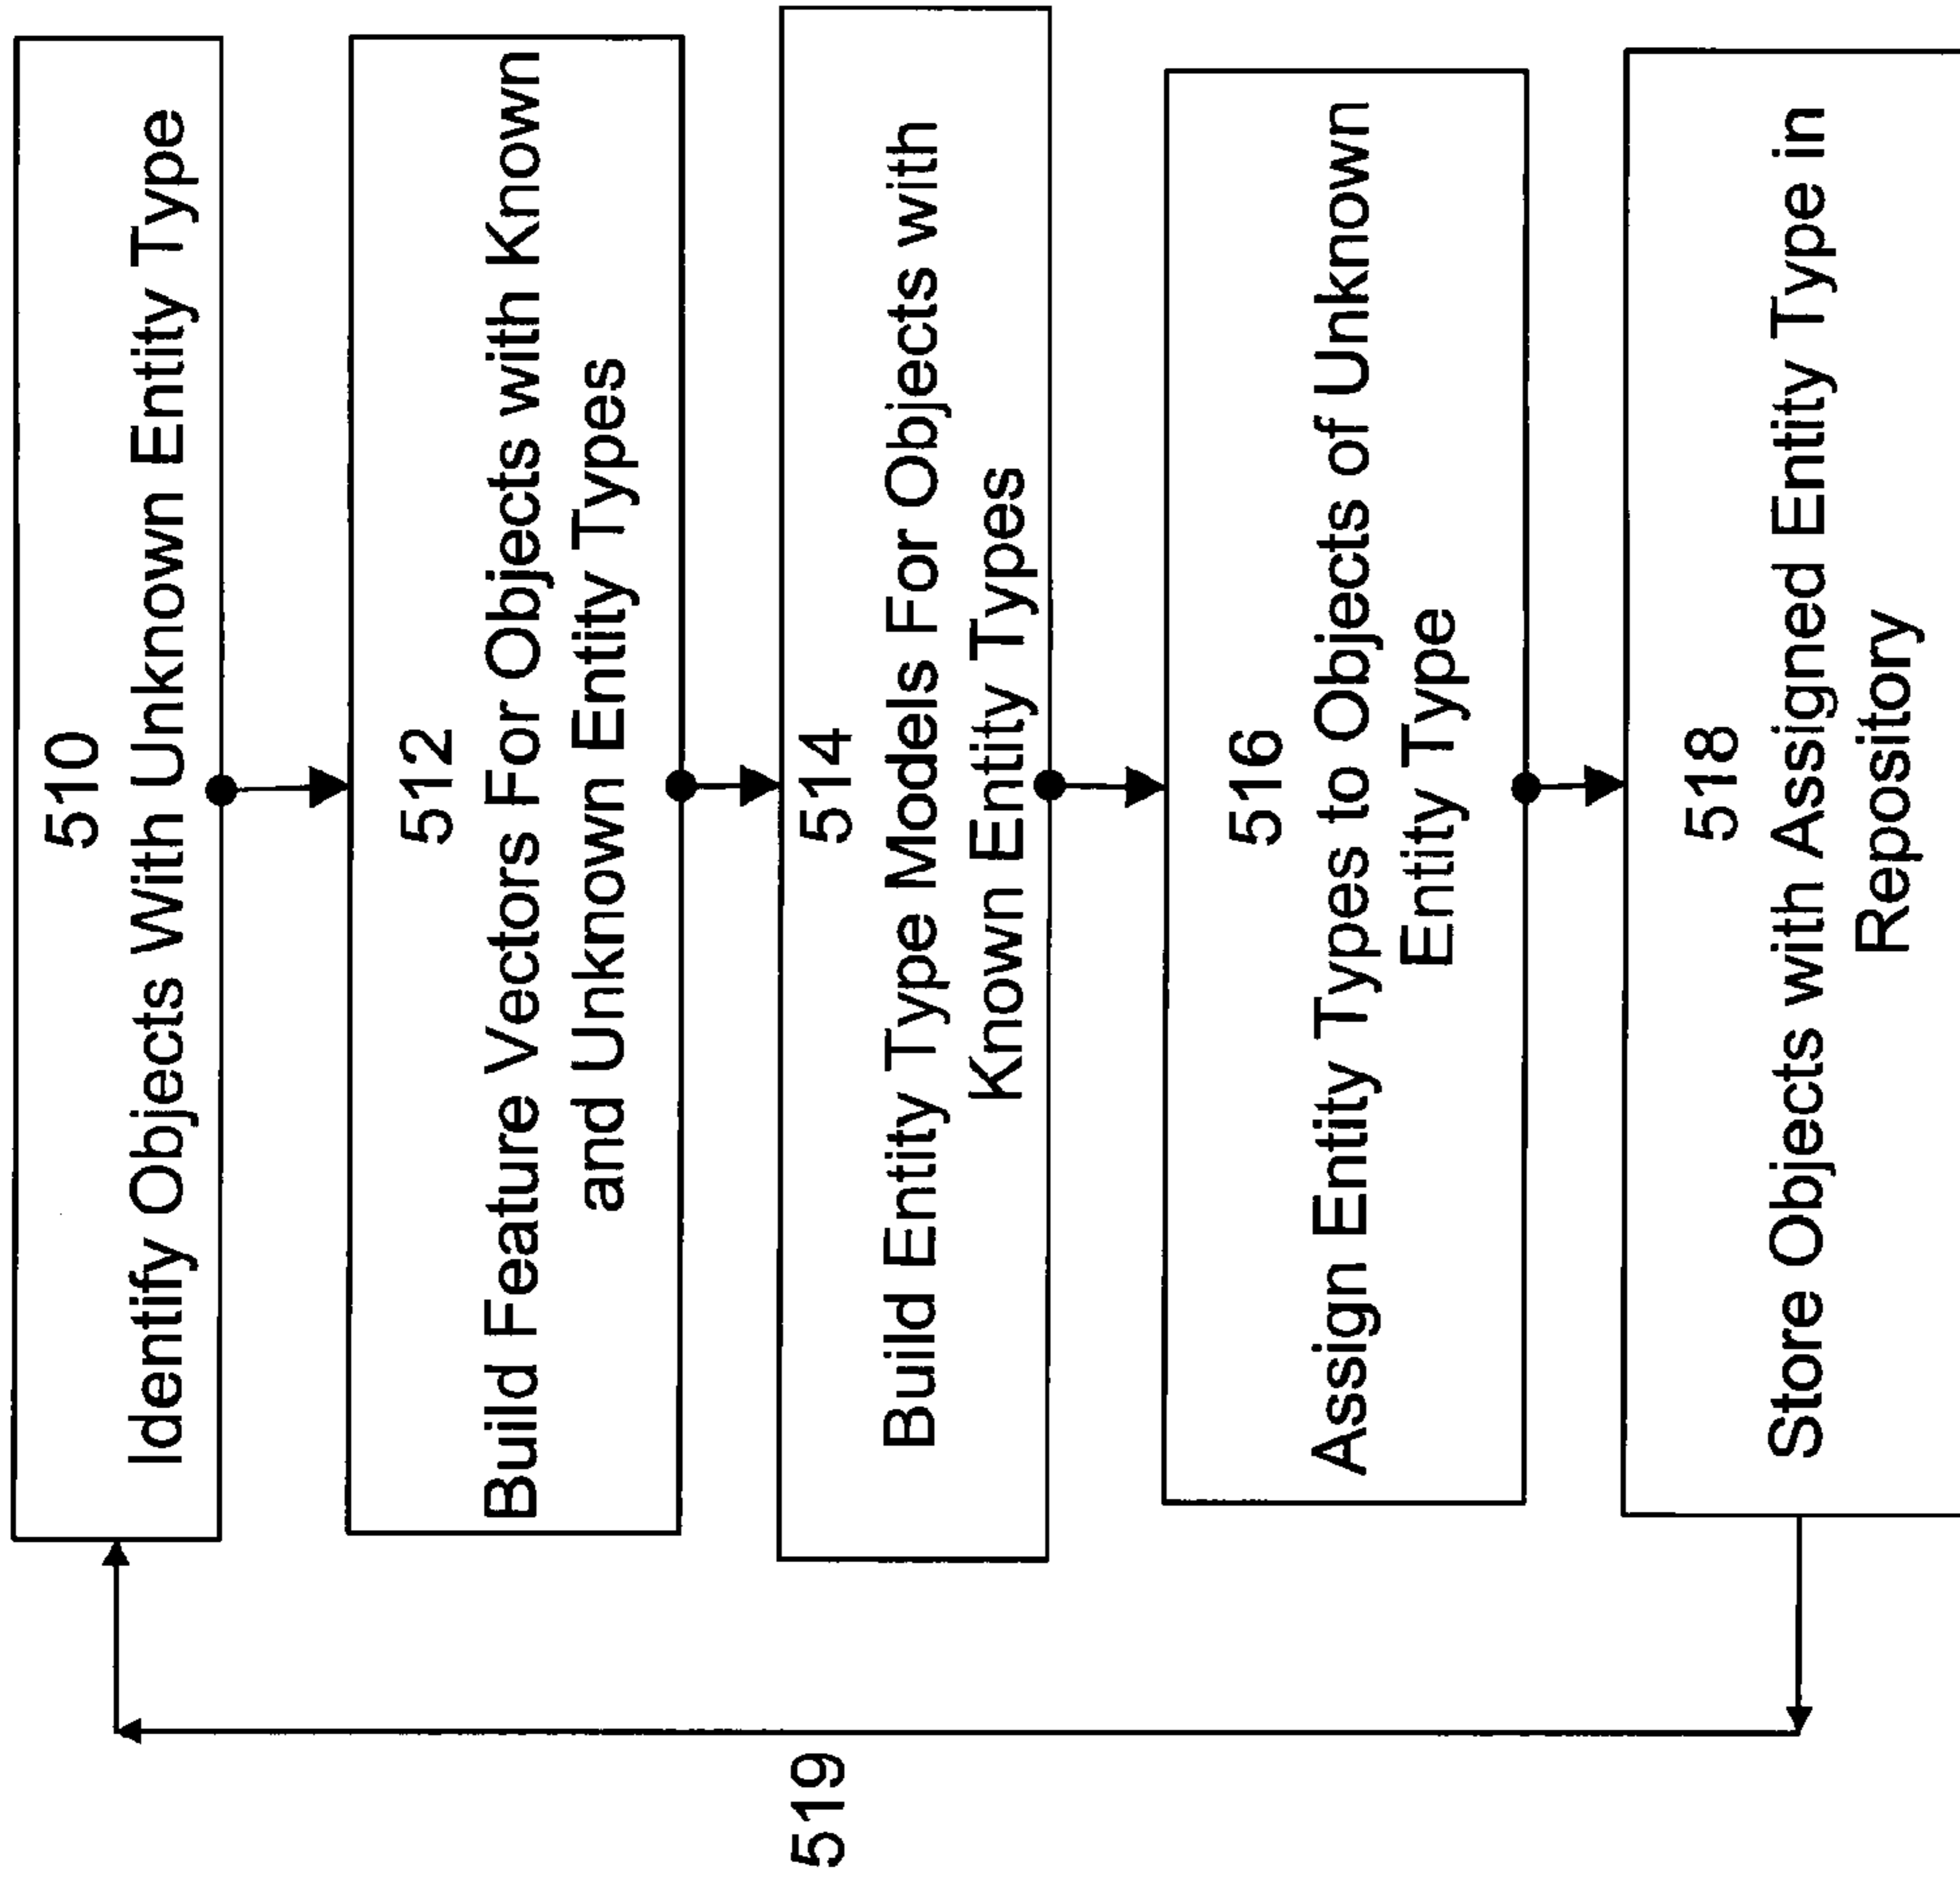 510
Identify Objects With Unknown Entity Type
512
Build Feature Vectors For Objects with Known
and Unknown Entity Types
514
Build Entity Type Models For Objects with
Known Entity Types
516
Assign Entity Types to Objects of Unknown
Entity Type
518
Store Objects with Assigned Entity Type in
Repository
519